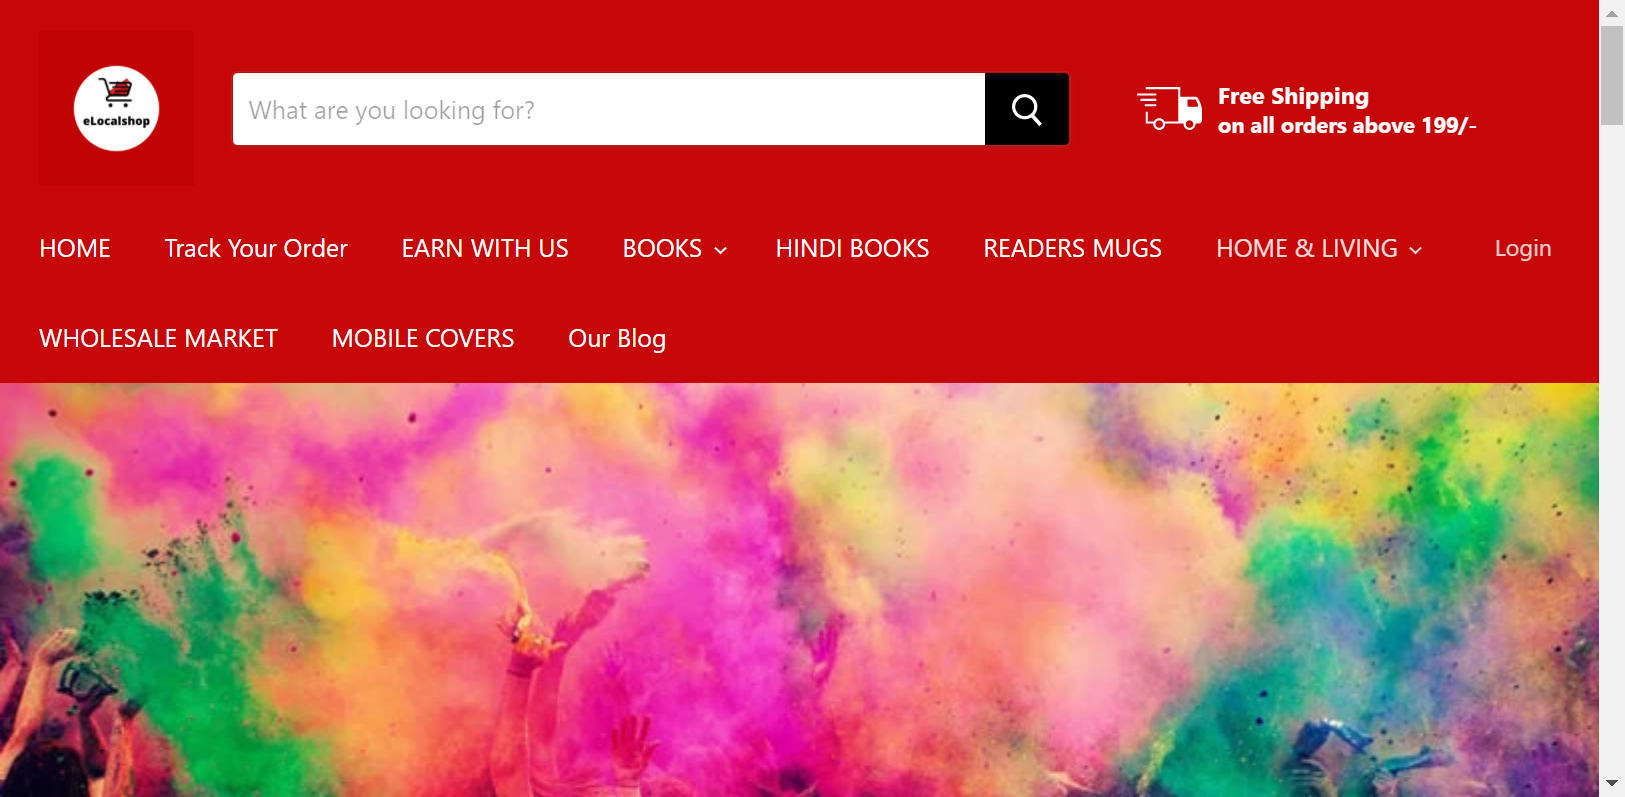 eLocalshop
What are you looking for?
Free Shipping
on all orders above 199/-
HOME Track Your Order EARN WITH US BOOKS HINDI BOOKS READERS MUGS HOME & LIVING Login
WHOLESALE MARKET MOBILE COVERS Our Blog